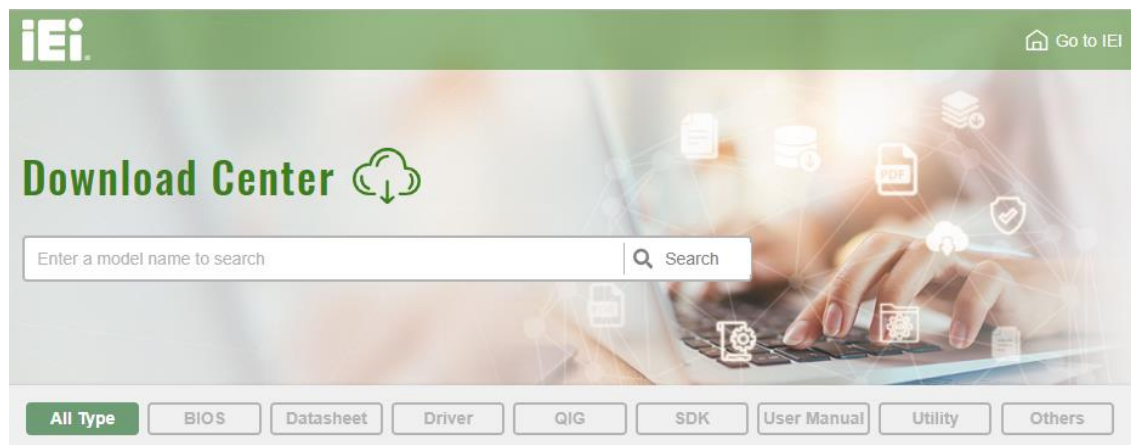 iEi.
Go to IEI
Download Center
Enter a model name to search
Search
PDF
PDF
All Type BIOS Datasheet Driver QIG SDK User Manual Utility Others